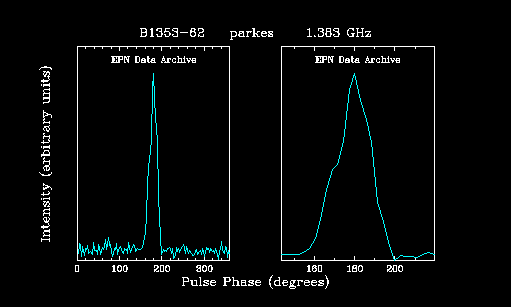 B1353-62 parkes 1.383 GHz
EPN Data Archive EPN Data Archive
Intensity (arbitrary units)
0 100 200 300 160 180 200
Pulse Phase (degrees)